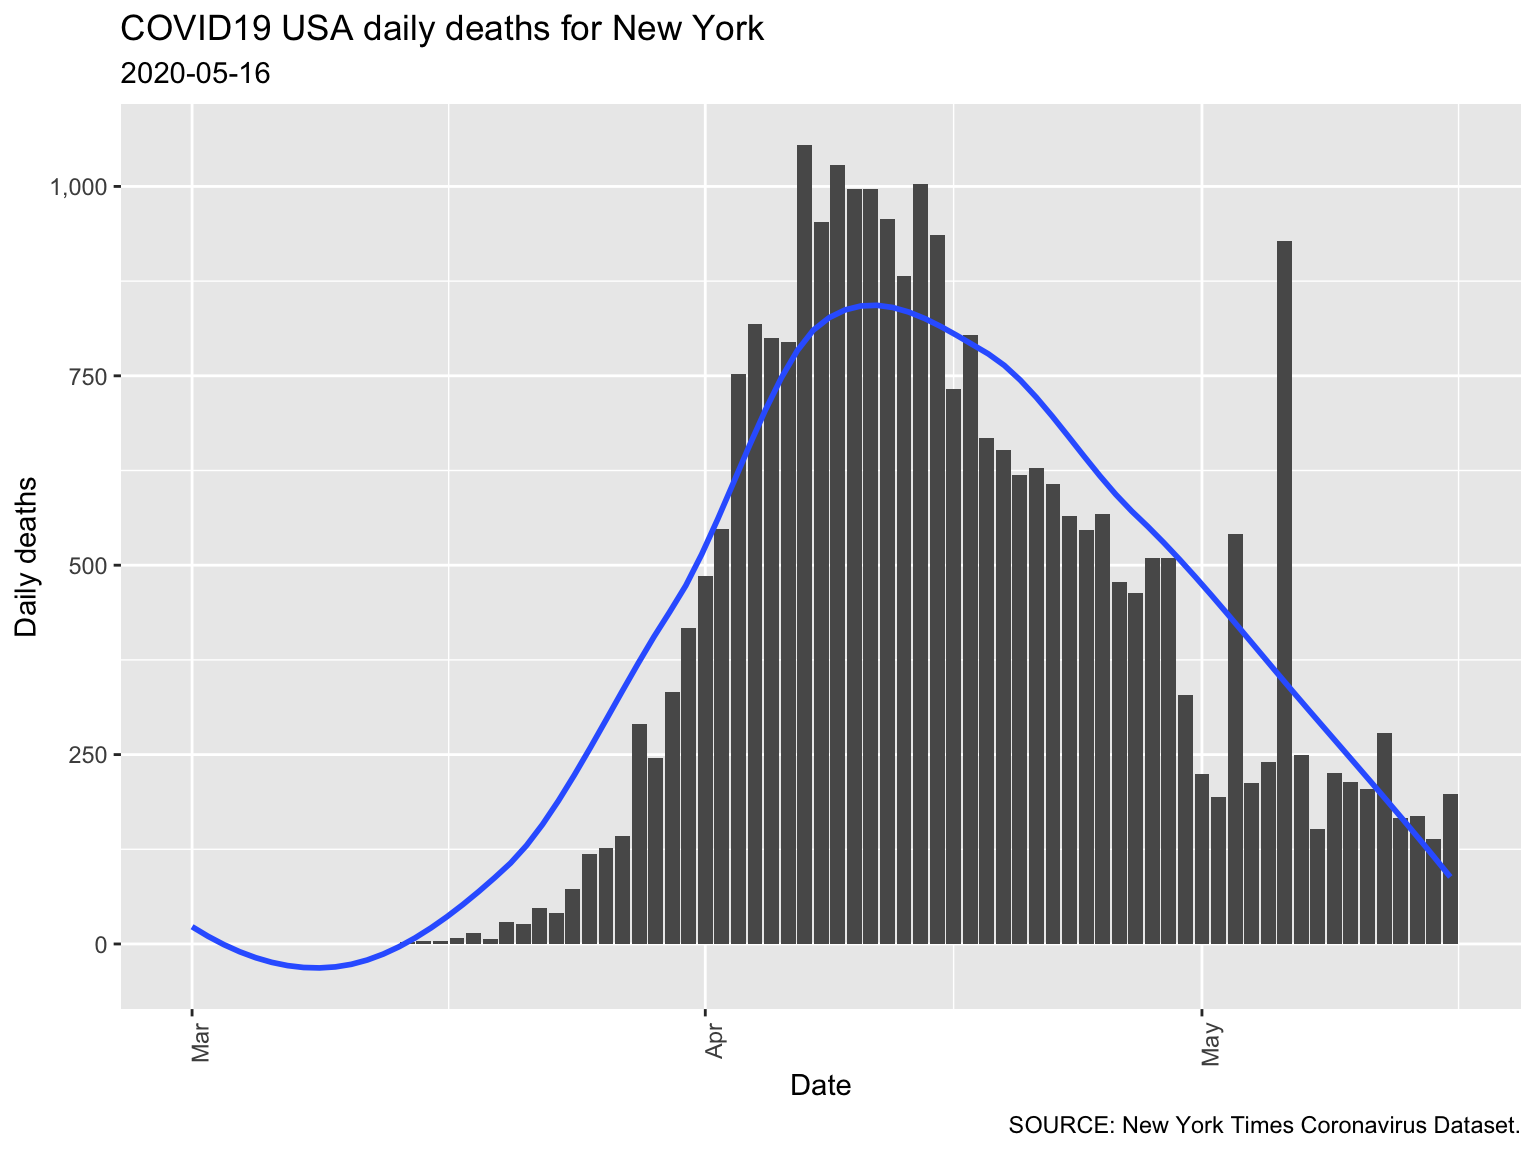 COVID19 USA daily deaths for New York
2020-05-16
Daily deaths
1,000
750
500
250
0
Mar
Apr
May
Date
SOURCE: New York Times Coronavirus Dataset.